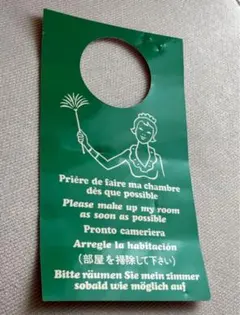 Priére de faire ma chambre
dès que possible
Please make up my room
as soon as possible
Pronto cameriera
Arregle la habitación
(部屋を掃除して下さい)
Bitte räumen Sie mein zimmer
sobald wie möglich auf